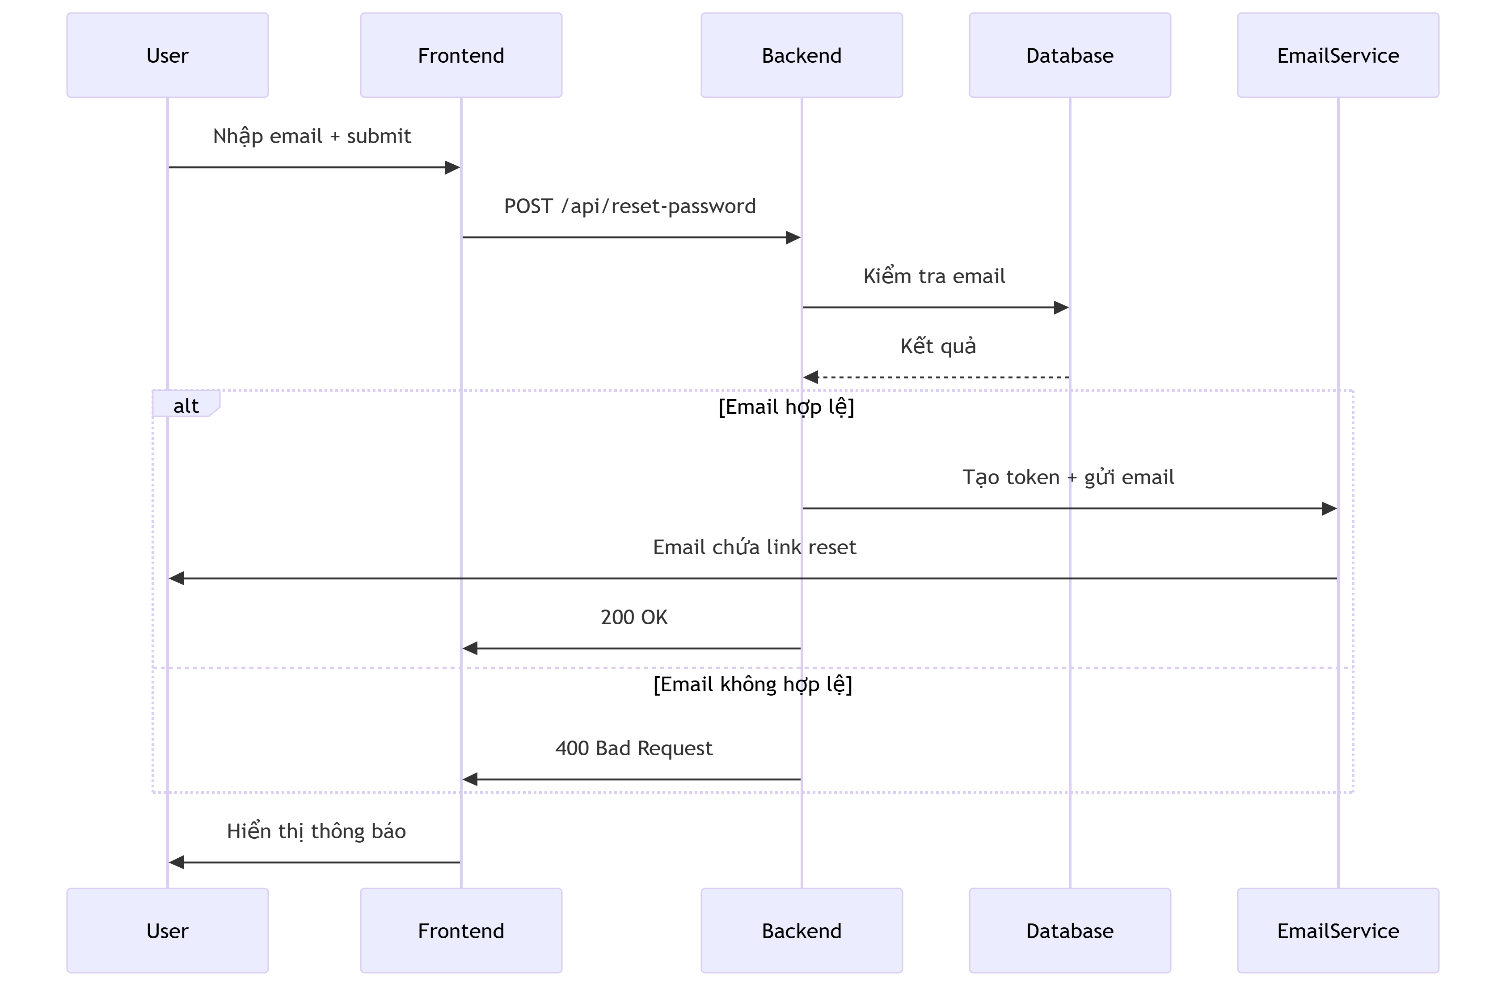 User
Frontend
Backend
Database
EmailService
Nhập email + submit
POST /api/reset-password
Kiểm tra email
Kết quả
alt
[Email hợp lệ]
Tạo token + gửi email
Email chứa link reset
200 OK
[Email không hợp lệ]
400 Bad Request
Hiển thị thông báo
User
Frontend
Backend
Database
EmailService